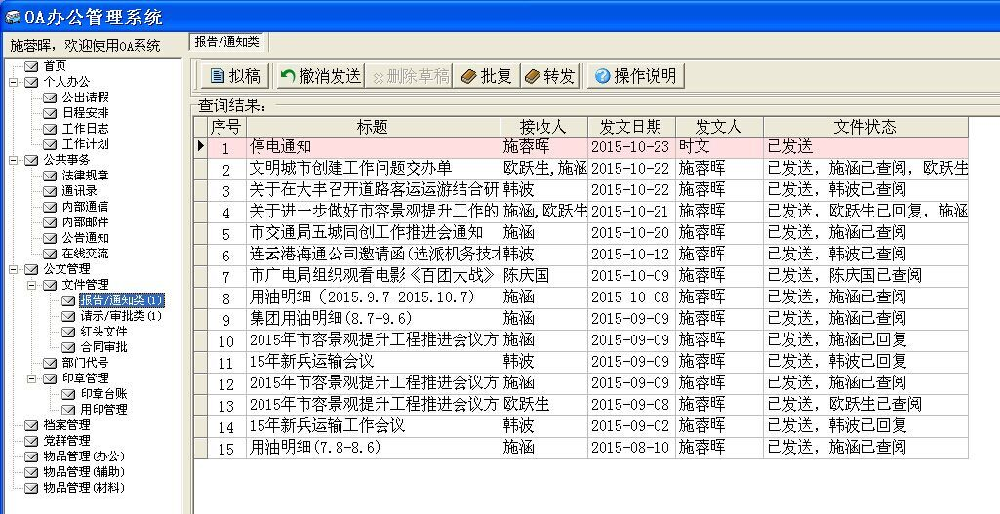 OA办公管理系统
施蓉晖，欢迎使用OA系统
首页
个人办公
公出请假
日程安排
工作日志
工作计划
公共事务
法律规章
通讯录
内部通信
内部邮件
公告通知
在线交流
公文管理
文件管理
报告/通知类(1)
请示/审批类(1)
红头文件
合同审批
部门代号
印章管理
印章台账
用印管理
档案管理
党群管理
物品管理(办公)
物品管理(辅助)
物品管理(材料)
报告/通知类
拟稿 撤消发送 删除草稿 批复 转发 操作说明
查询结果：
序号 标题 接收人 发文日期 发文人 文件状态
1 停电通知 施蓉晖 2015-10-23 时文 已发送
2 文明城市创建工作问题交办单 欧跃生,施涵 2015-10-22 施蓉晖 已发送，施涵已查阅，欧跃生
3 关于在大丰召开道路客运运游结合研 韩波 2015-10-22 施蓉晖 已发送，韩波已查阅
4 关于进一步做好市容景观提升工作的 施涵,欧跃生 2015-10-21 施蓉晖 已发送，欧跃生已回复，施涵
5 市交通局五城同创工作推进会通知 施涵 2015-10-20 施蓉晖 已发送，施涵已查阅
6 连云港海通公司邀请函(选派机务技术 韩波 2015-10-12 施蓉晖 已发送，韩波已查阅
7 市广电局组织观看电影《百团大战》 陈庆国 2015-10-09 施蓉晖 已发送，陈庆国已查阅
8 用油明细（2015.9.7-2015.10.7) 施涵 2015-10-08 施蓉晖 已发送，施涵已查阅
9 集团用油明细(8.7-9.6) 施涵 2015-09-09 施蓉晖 已发送，施涵已查阅
10 2015年市容景观提升工程推进会议方 施涵 2015-09-09 施蓉晖 已发送，施涵已回复
11 15年新兵运输会议 韩波 2015-09-09 施蓉晖 已发送，韩波已回复
12 2015年市容景观提升工程推进会议方 施涵 2015-09-09 施蓉晖 已发送，施涵已查阅
13 2015年市容景观提升工程推进会议方 欧跃生 2015-09-08 施蓉晖 已发送，欧跃生已查阅
14 15年新兵运输工作会议 韩波 2015-09-02 施蓉晖 已发送，韩波已回复
15 用油明细(7.8-8.6) 施涵 2015-08-10 施蓉晖 已发送，施涵已查阅